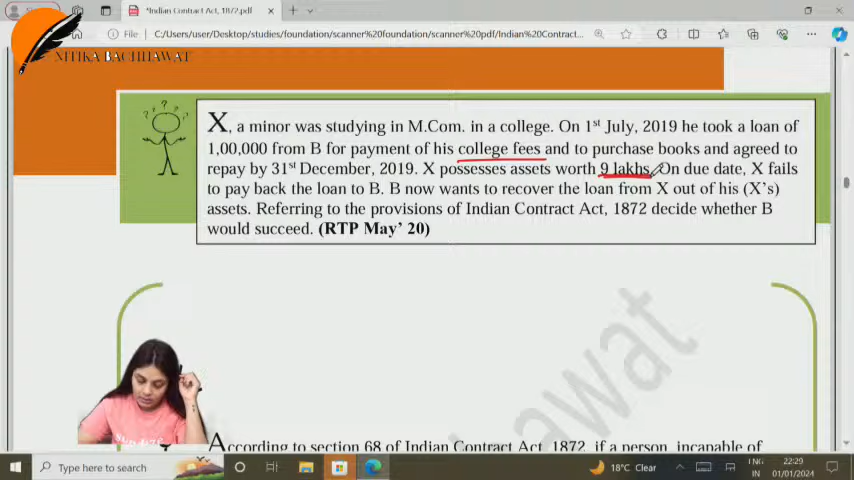 *Indian Contract Act, 1872.pdf
File
C:/Users/user/Desktop/studies/foundation/scanner%20foundation/scanner%20pdf/Indian%20Contract...
NITIKA BACHHAWAT
X, a minor was studying in M.Com. in a college. On 1st July, 2019 he took a loan of
1,00,000 from B for payment of his college fees and to purchase books and agreed to
repay by 31st December, 2019. X possesses assets worth 9 lakhs. On due date, X fails
to pay back the loan to B. B now wants to recover the loan from X out of his (X's)
assets. Referring to the provisions of Indian Contract Act, 1872 decide whether B
would succeed. (RTP May' 20)
According to section 68 of Indian Contract Act, 1872, if a person, incapable of
Type here to search
18°C Clear
ENG
IN
22:29
01/01/2024